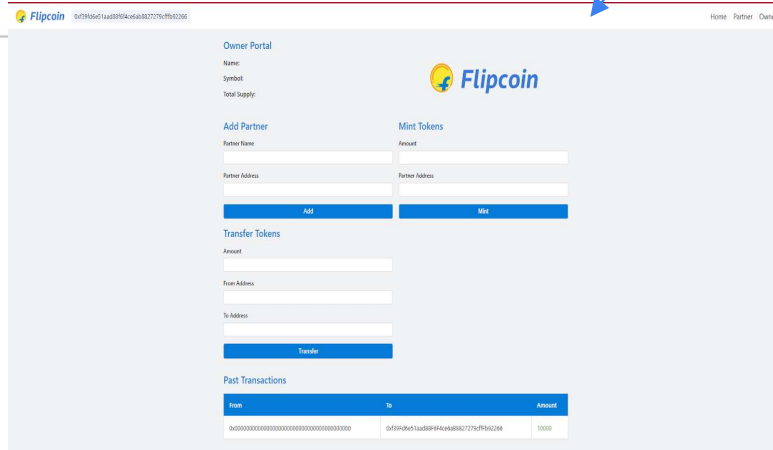 Flipcoin 0xf39fd6e51aad88f6f4ce6ab8827279cfffb92266 Home Partner Owne
Owner Portal
Name:
Symbol:
Total Supply:
Flipcoin
Add Partner Mint Tokens
Partner Name Amount
Partner Address Partner Address
Add Mint
Transfer Tokens
Amount
From Address
To Address
Transfer
Past Transactions
From To Amount
0x0000000000000000000000000000000000000000 0xf39Fd6e51aad88F6F4ce6aB8827279cffFb92266 10000